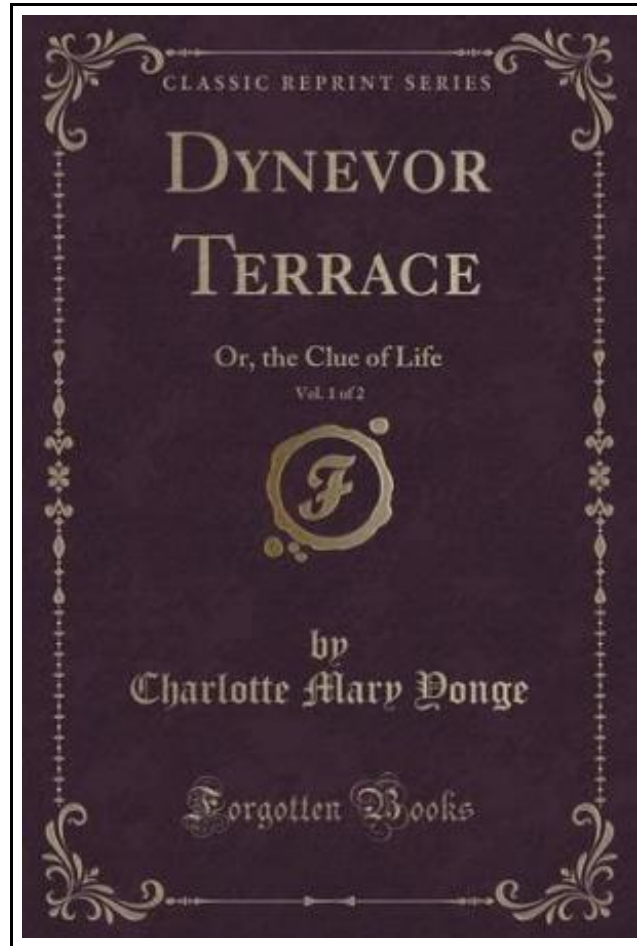 CLASSIC REPRINT SERIES
DYNEVOR
TERRACE
Or, the Clue of Life
Vol. 1 of 2
F
by
Charlotte Mary Yonge
Forgotten Books